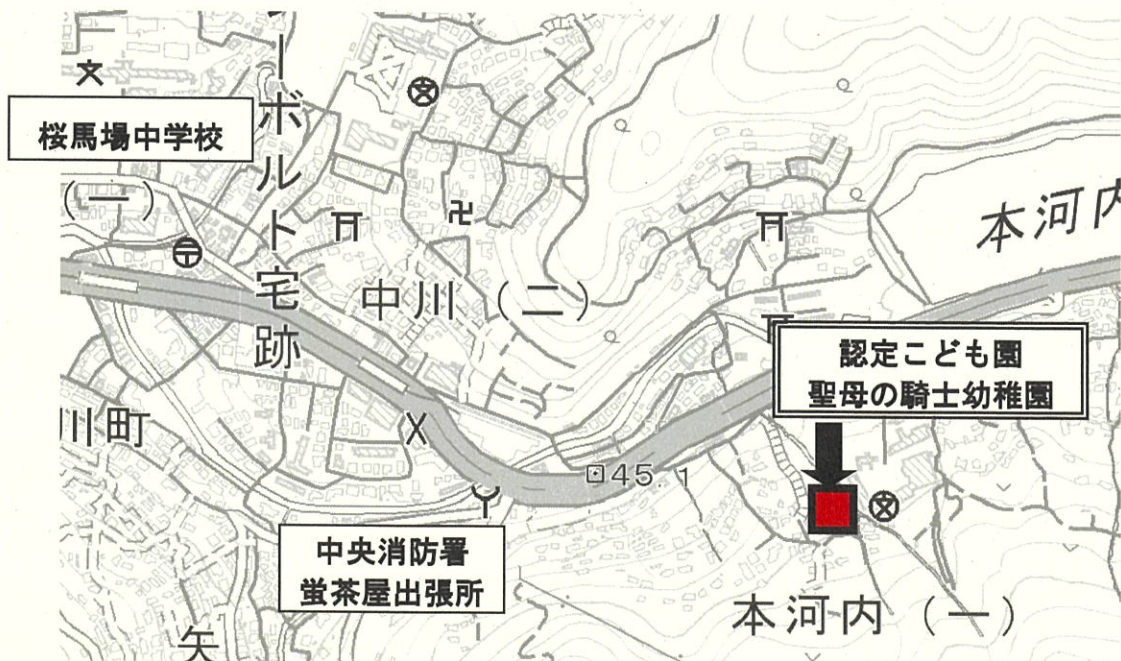 ーボルト宅跡
桜馬場中学校
(一)
本河内
中川(二)
認定こども園
聖母の騎士幼稚園
川町
45.1
中央消防署
蛍茶屋出張所
本河内(一)
矢